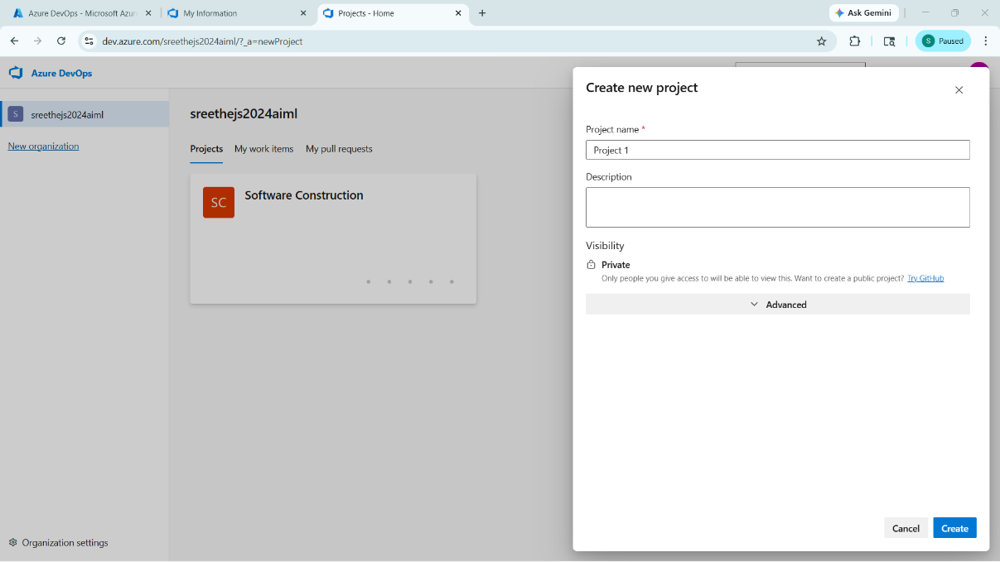 Azure DevOps - Microsoft Azur
My Information
Projects - Home
Ask Gemini
dev.azure.com/sreethejs2024aiml/?_a=newProject
S
Paused
Azure DevOps
S
sreethejs2024aiml
New organization
sreethejs2024aiml
Projects
My work items
My pull requests
SC
Software Construction
Organization settings
Create new project
Project name *
Project 1
Description
Visibility
Private
Only people you give access to will be able to view this. Want to create a public project? Try GitHub
Advanced
Cancel
Create